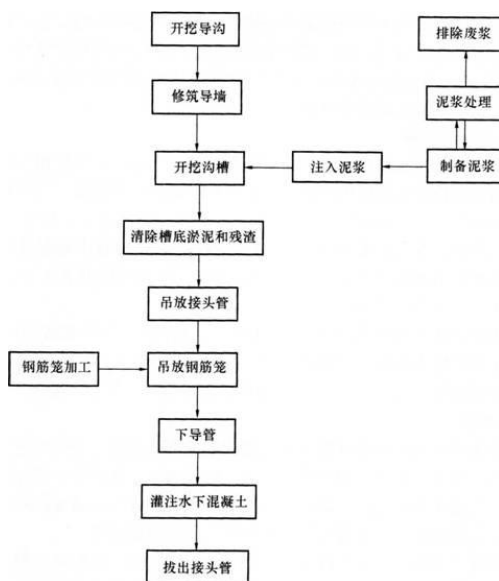 开挖导沟
排除废浆
修筑导墙
泥浆处理
开挖沟槽
注入泥浆
制备泥浆
清除槽底淤泥和残渣
吊放接头管
钢筋笼加工
吊放钢筋笼
下导管
灌注水下混凝土
拔出接头管